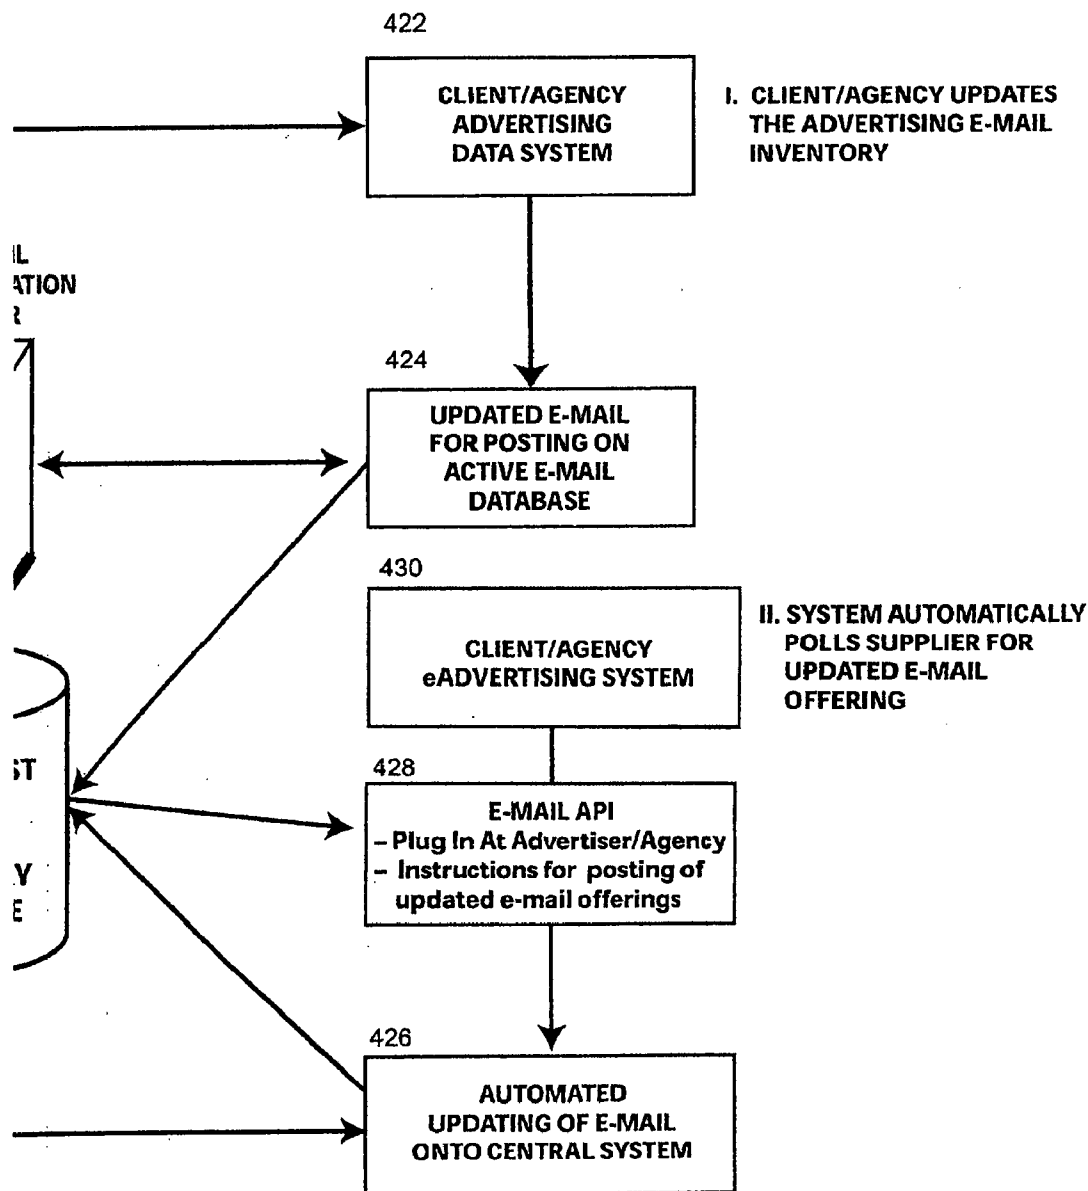 422
CLIENT/AGENCY
ADVERTISING
DATA SYSTEM
I. CLIENT/AGENCY UPDATES
THE ADVERTISING E-MAIL
INVENTORY
IL
ATION
R
424
UPDATED E-MAIL
FOR POSTING ON
ACTIVE E-MAIL
DATABASE
430
CLIENT/AGENCY
eADVERTISING SYSTEM
II. SYSTEM AUTOMATICALLY
POLLS SUPPLIER FOR
UPDATED E-MAIL
OFFERING
ST
Y
E
428
E-MAIL API
– Plug In At Advertiser/Agency
– Instructions for posting of
updated e-mail offerings
426
AUTOMATED
UPDATING OF E-MAIL
ONTO CENTRAL SYSTEM